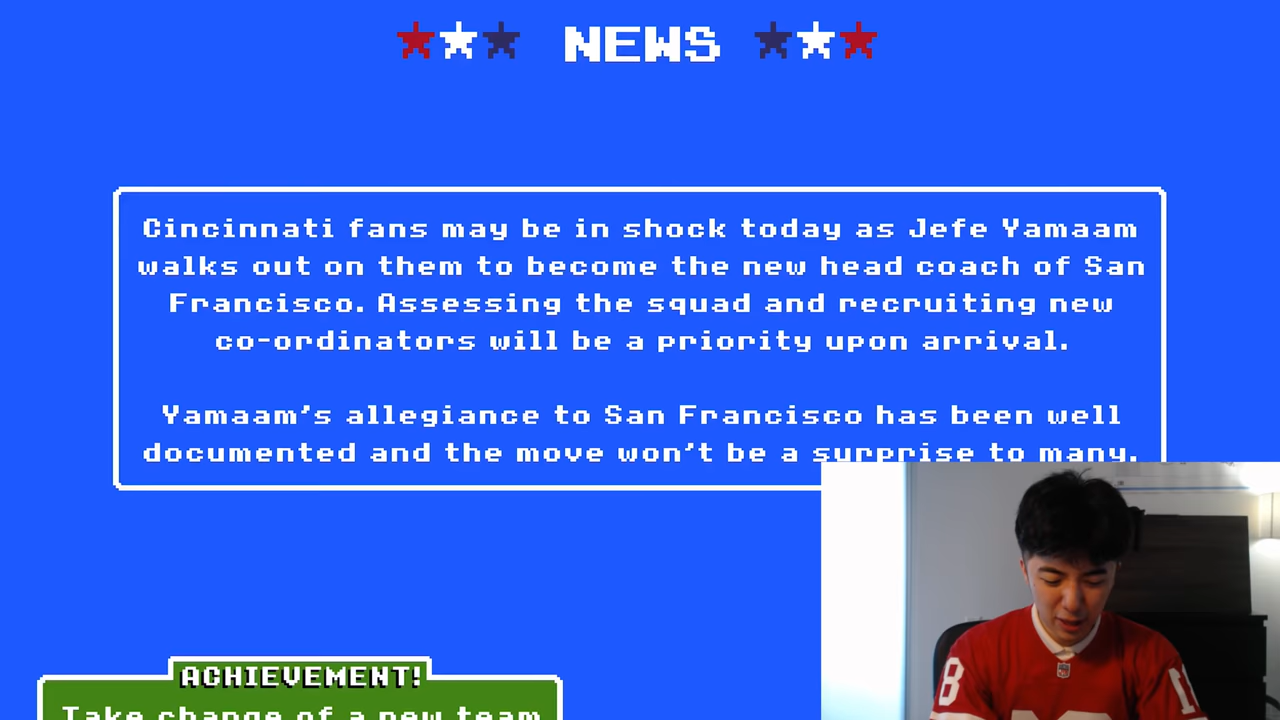 NEWS
Cincinnati fans may be in shock today as Jefe Yamaam
walks out on them to become the new head coach of San
Francisco. Assessing the squad and recruiting new
co-ordinators will be a priority upon arrival.
Yamaam's allegiance to San Francisco has been well
documented and the move won't be a surprise to many.
ACHIEVEMENT!
Take change of a new team
8